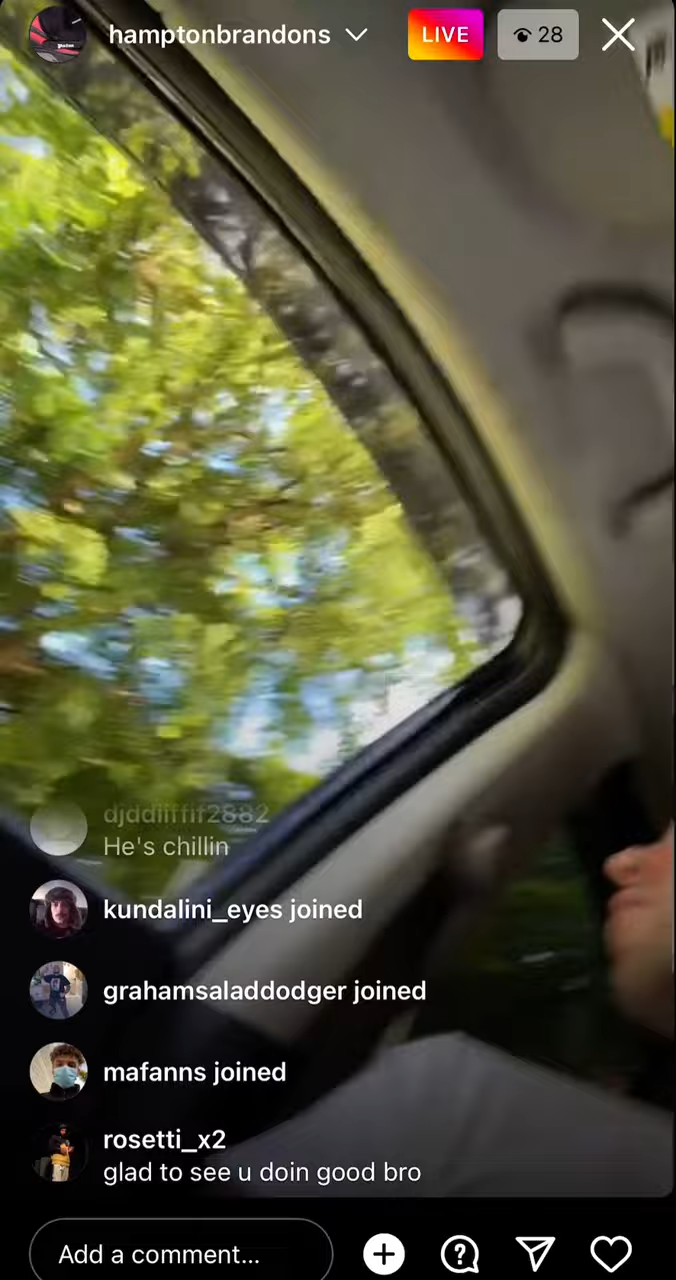 hamptonbrandons
LIVE
28
djddiiffif2882
He's chillin
kundalini_eyes joined
grahamsaladdodger joined
mafanns joined
rosetti_x2
glad to see u doin good bro
Add a comment...